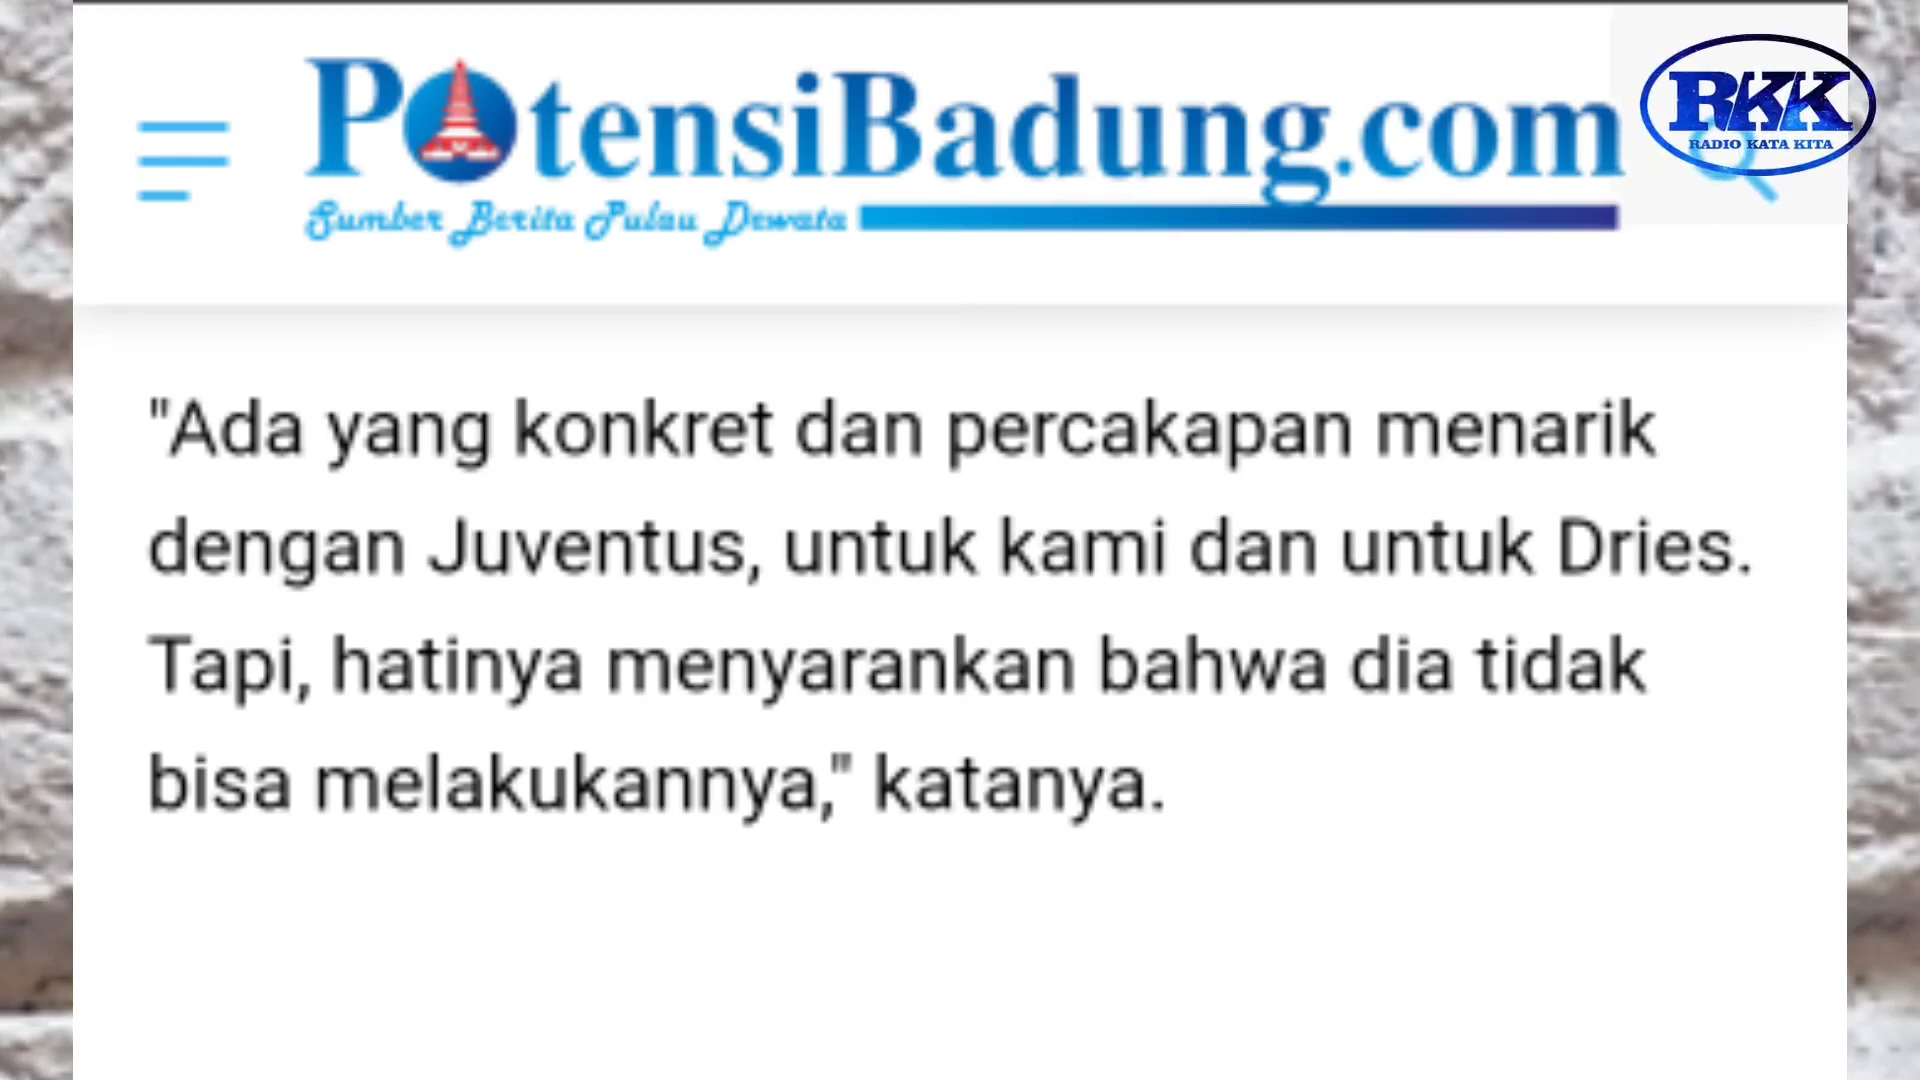 PotensiBadung.com
Sumber Berita Pulau Dewata
RKK
RADIO KATA KITA
"Ada yang konkret dan percakapan menarik
dengan Juventus, untuk kami dan untuk Dries.
Tapi, hatinya menyarankan bahwa dia tidak
bisa melakukannya," katanya.